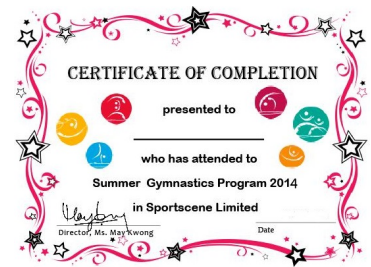 CERTIFICATE OF COMPLETION
presented to
who has attended to
Summer Gymnastics Program 2014
in Sportscene Limited
Director, Ms. May Kwong
Date